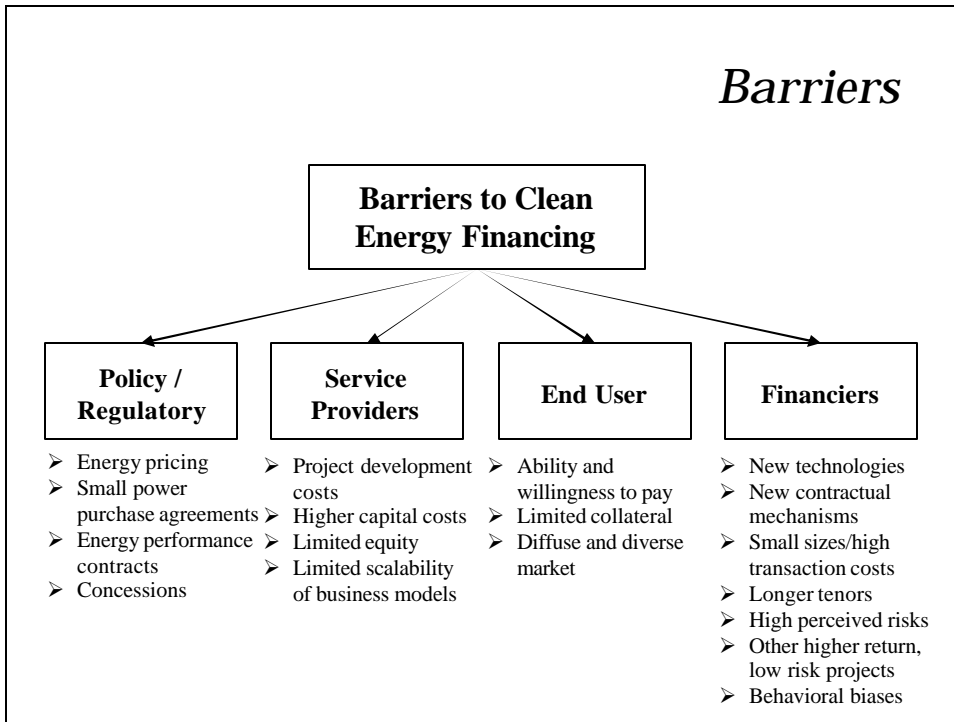 Barriers
Barriers to Clean
Energy Financing
Policy /
Regulatory
➢ Energy pricing
➢ Small power
purchase agreements
➢ Energy performance
contracts
➢ Concessions
Service
Providers
➢ Project development
costs
➢ Higher capital costs
➢ Limited equity
➢ Limited scalability
of business models
End User
➢ Ability and
willingness to pay
➢ Limited collateral
➢ Diffuse and diverse
market
Financiers
➢ New technologies
➢ New contractual
mechanisms
➢ Small sizes/high
transaction costs
➢ Longer tenors
➢ High perceived risks
➢ Other higher return,
low risk projects
➢ Behavioral biases